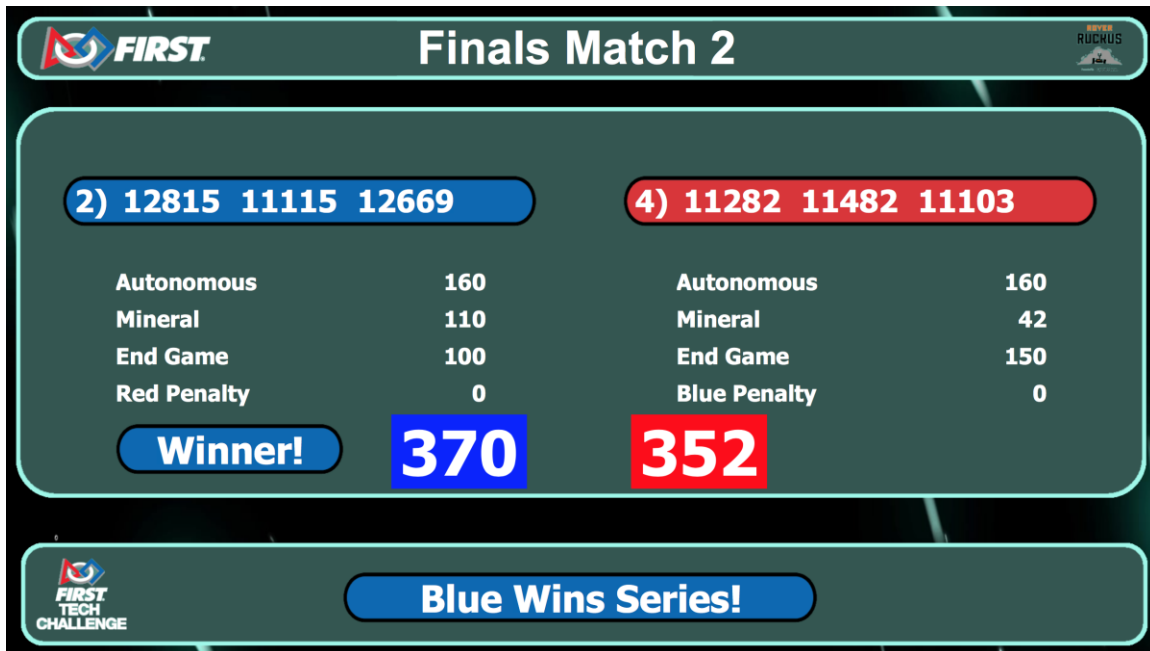 FIRST Finals Match 2 ROVER RUCKUS
2) 12815 11115 12669
4) 11282 11482 11103
Autonomous 160 Autonomous 160
Mineral 110 Mineral 42
End Game 100 End Game 150
Red Penalty 0 Blue Penalty 0
Winner! 370 352
FIRST
TECH
CHALLENGE
Blue Wins Series!